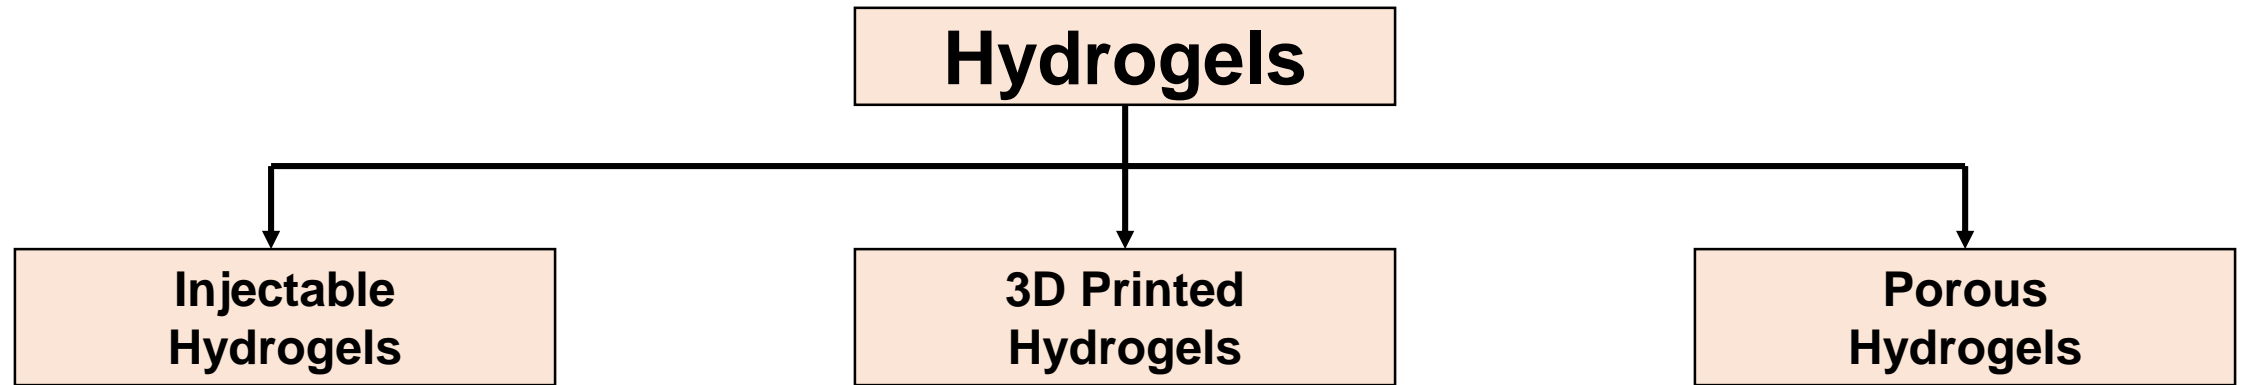 Hydrogels
Injectable
Hydrogels
3D Printed
Hydrogels
Porous
Hydrogels